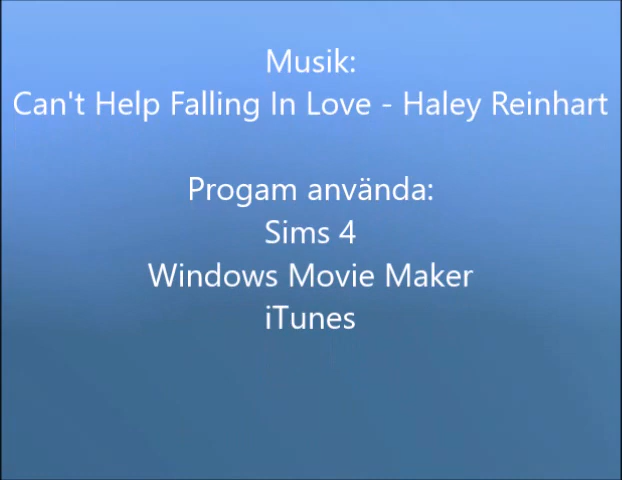 Musik:
Can't Help Falling In Love - Haley Reinhart
Progam använda:
Sims 4
Windows Movie Maker
iTunes